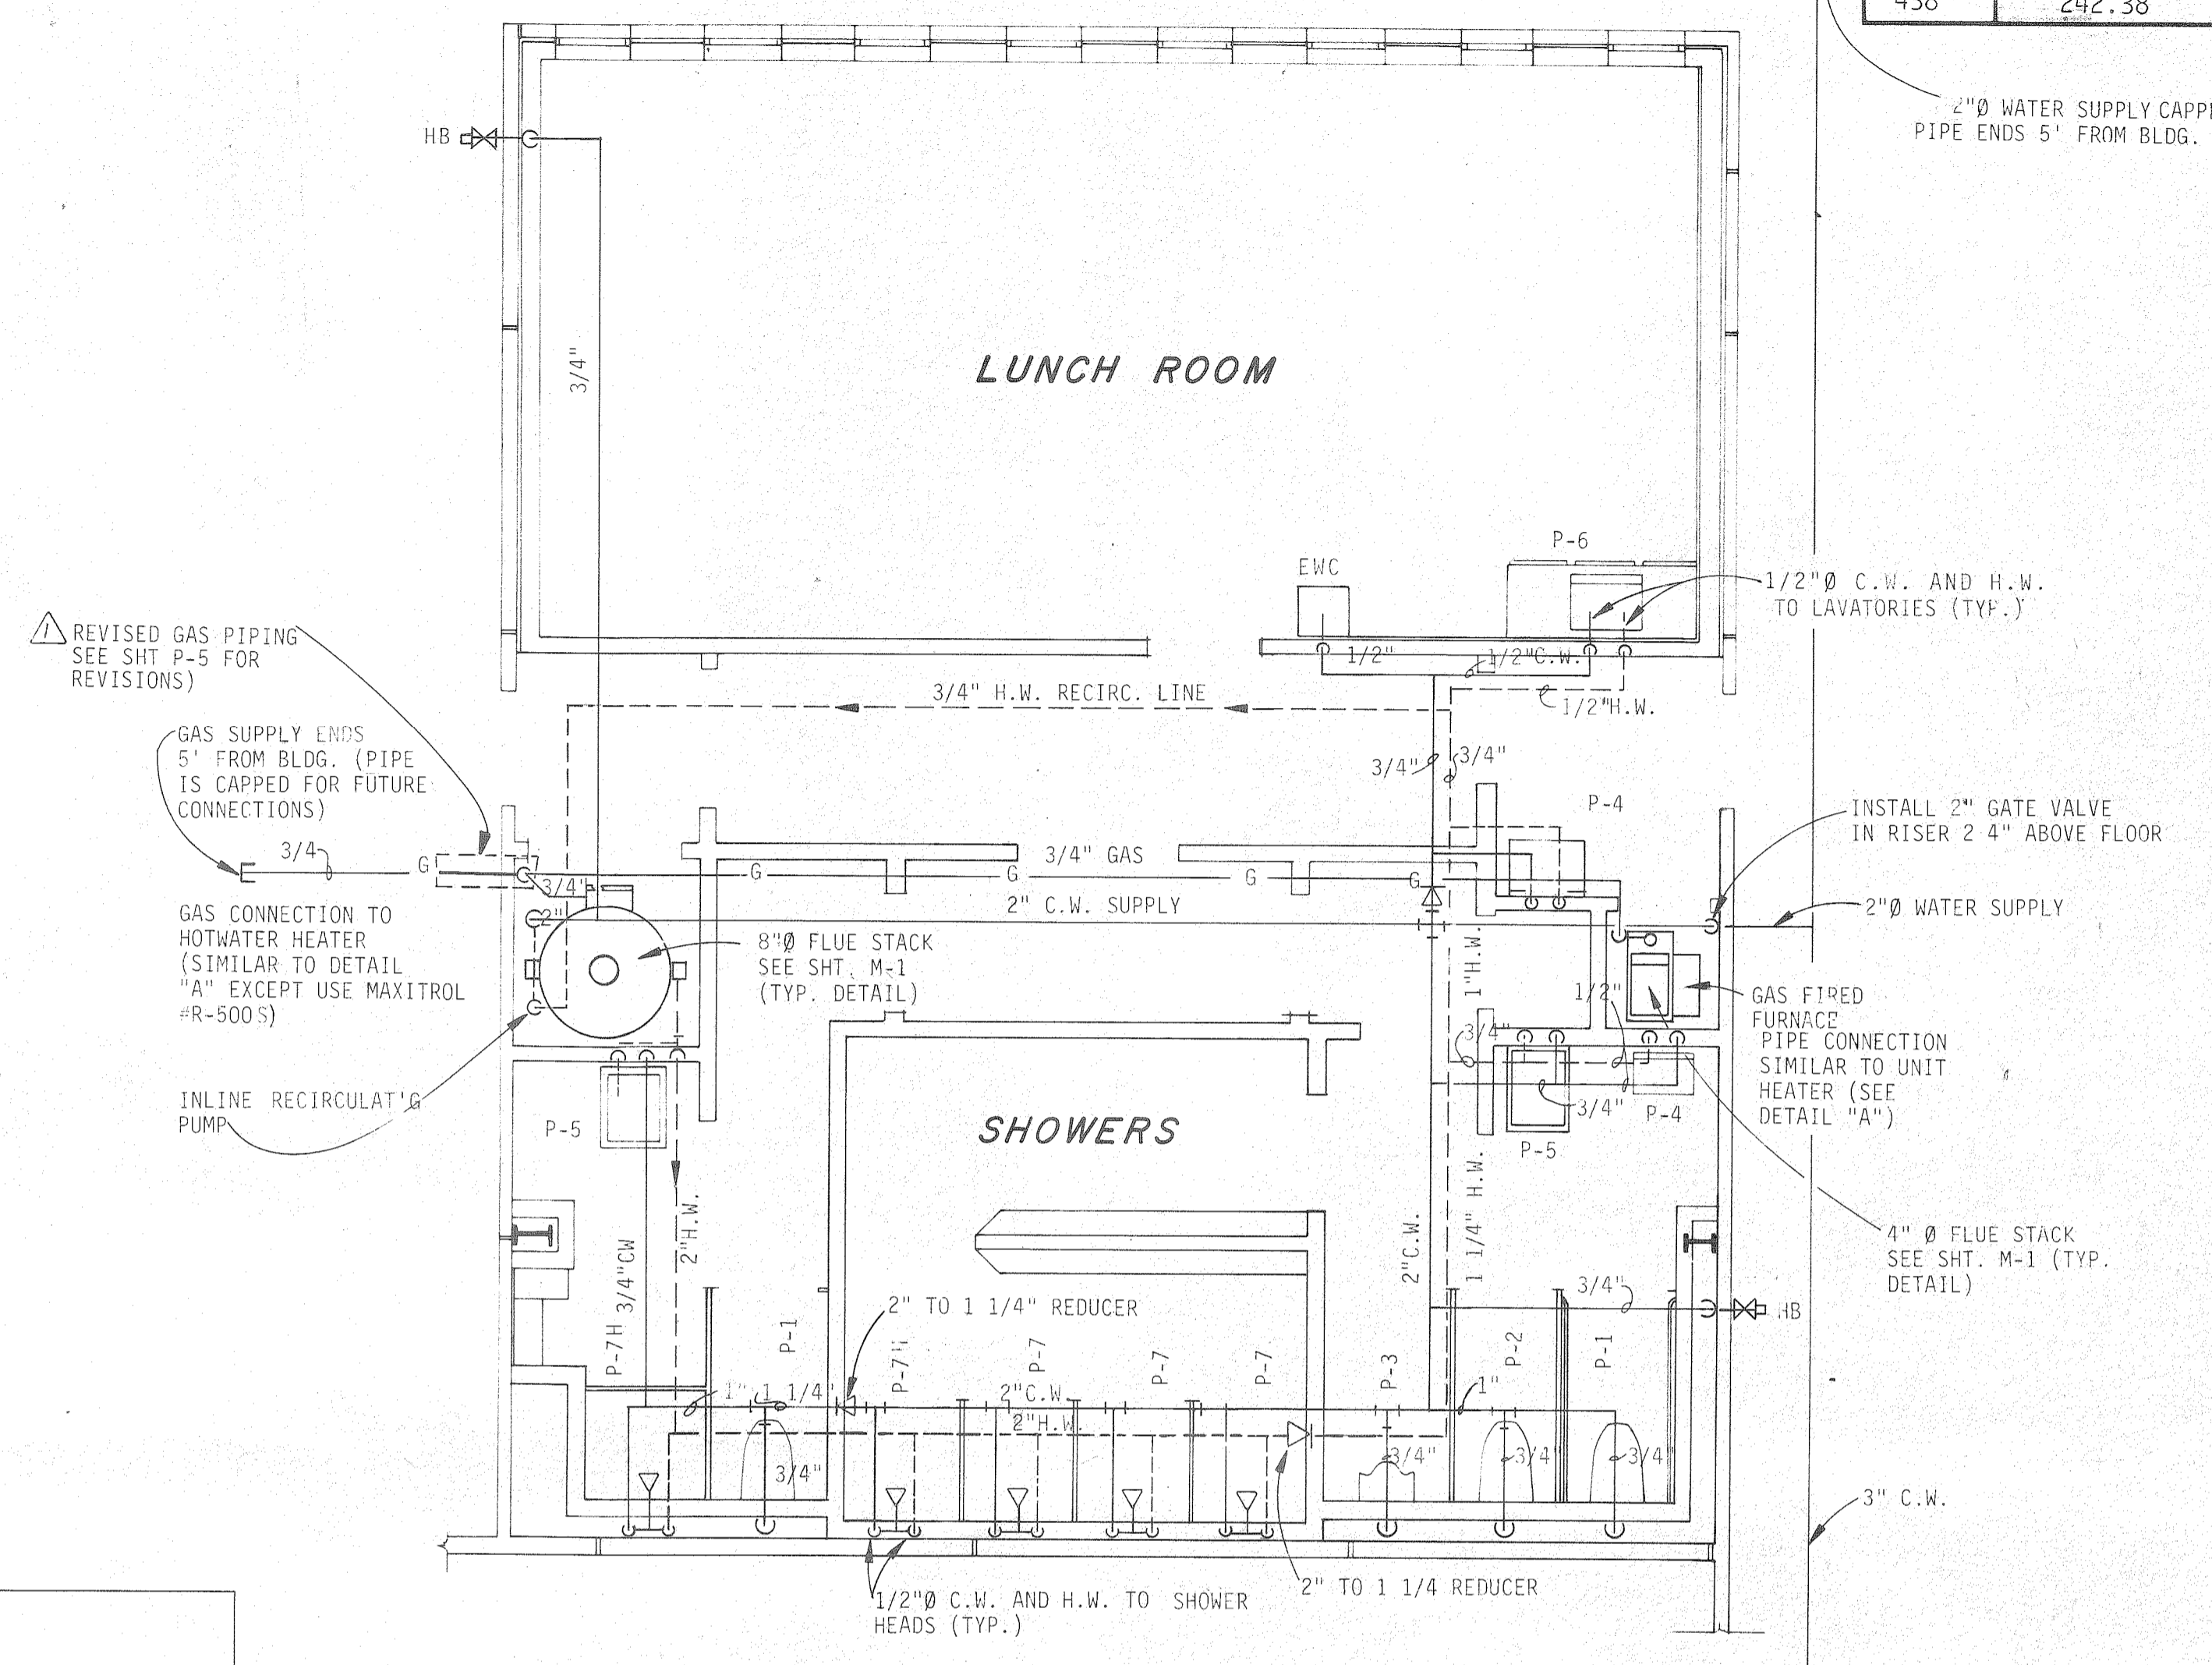 438 242.38
2"Ø WATER SUPPLY
PIPE ENDS 5' FROM BLDG.
HB
3/4"
LUNCH ROOM
P-6
EWC
1/2"Ø C.W. AND H.W.
TO LAVATORIES (TYP.)
1/2"
1/2"C.W.
1/2"H.W.
1 REVISED GAS PIPING
SEE SHT P-5 FOR
REVISIONS)
3/4" H.W. RECIRC. LINE
GAS SUPPLY ENDS
5' FROM BLDG. (PIPE
IS CAPPED FOR FUTURE
CONNECTIONS)
3/4"
3/4"
P-4
INSTALL 2" GATE VALVE
IN RISER 2 4" ABOVE FLOOR
3/4
G
3/4"
G
3/4" GAS
G
G
G
2"
2" C.W. SUPPLY
2"Ø WATER SUPPLY
GAS CONNECTION TO
HOTWATER HEATER
(SIMILAR TO DETAIL
"A" EXCEPT USE MAXITROL
#R-500S)
8"Ø FLUE STACK
SEE SHT. M-1
(TYP. DETAIL)
1"H.W.
1/2"
3/4"
GAS FIRED
FURNACE
PIPE CONNECTION
SIMILAR TO UNIT
HEATER (SEE
DETAIL "A")
INLINE RECIRCULAT'G
PUMP
P-5
SHOWERS
3/4"
P-4
P-5
2"H.W.
3/4"CW
2"C.W.
1 1/4" H.W.
4" Ø FLUE STACK
SEE SHT. M-1 (TYP.
DETAIL)
3/4"
HB
2" TO 1 1/4" REDUCER
P-7H
P-1
P-7H
P-7
P-7
P-7
P-3
P-2
P-1
1"
1 1/4"
2"C.W.
2"H.W.
1"
3/4"
3/4"
3/4"
3/4"
3" C.W.
1/2"Ø C.W. AND H.W. TO SHOWER
HEADS (TYP.)
2" TO 1 1/4 REDUCER